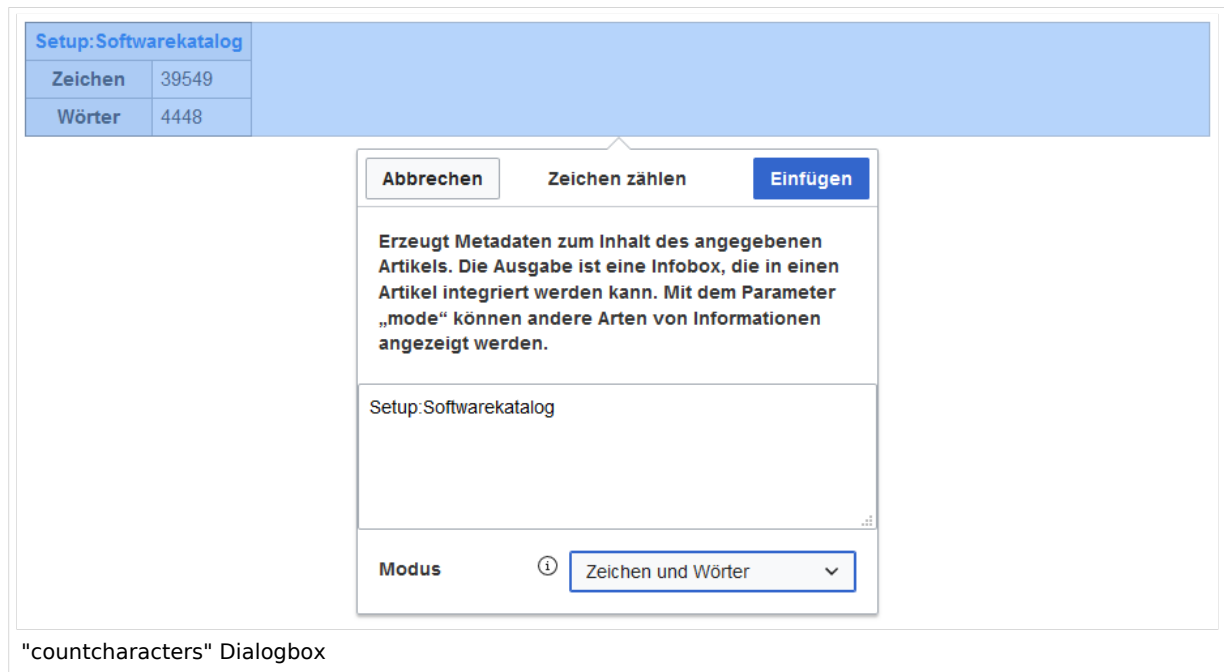 Setup:Softwarekatalog
Zeichen 39549
Wörter 4448
Abbrechen Zeichen zählen Einfügen
Erzeugt Metadaten zum Inhalt des angegebenen
Artikels. Die Ausgabe ist eine Infobox, die in einen
Artikel integriert werden kann. Mit dem Parameter
„mode“ können andere Arten von Informationen
angezeigt werden.
Setup:Softwarekatalog
Modus Zeichen und Wörter
"countcharacters" Dialogbox